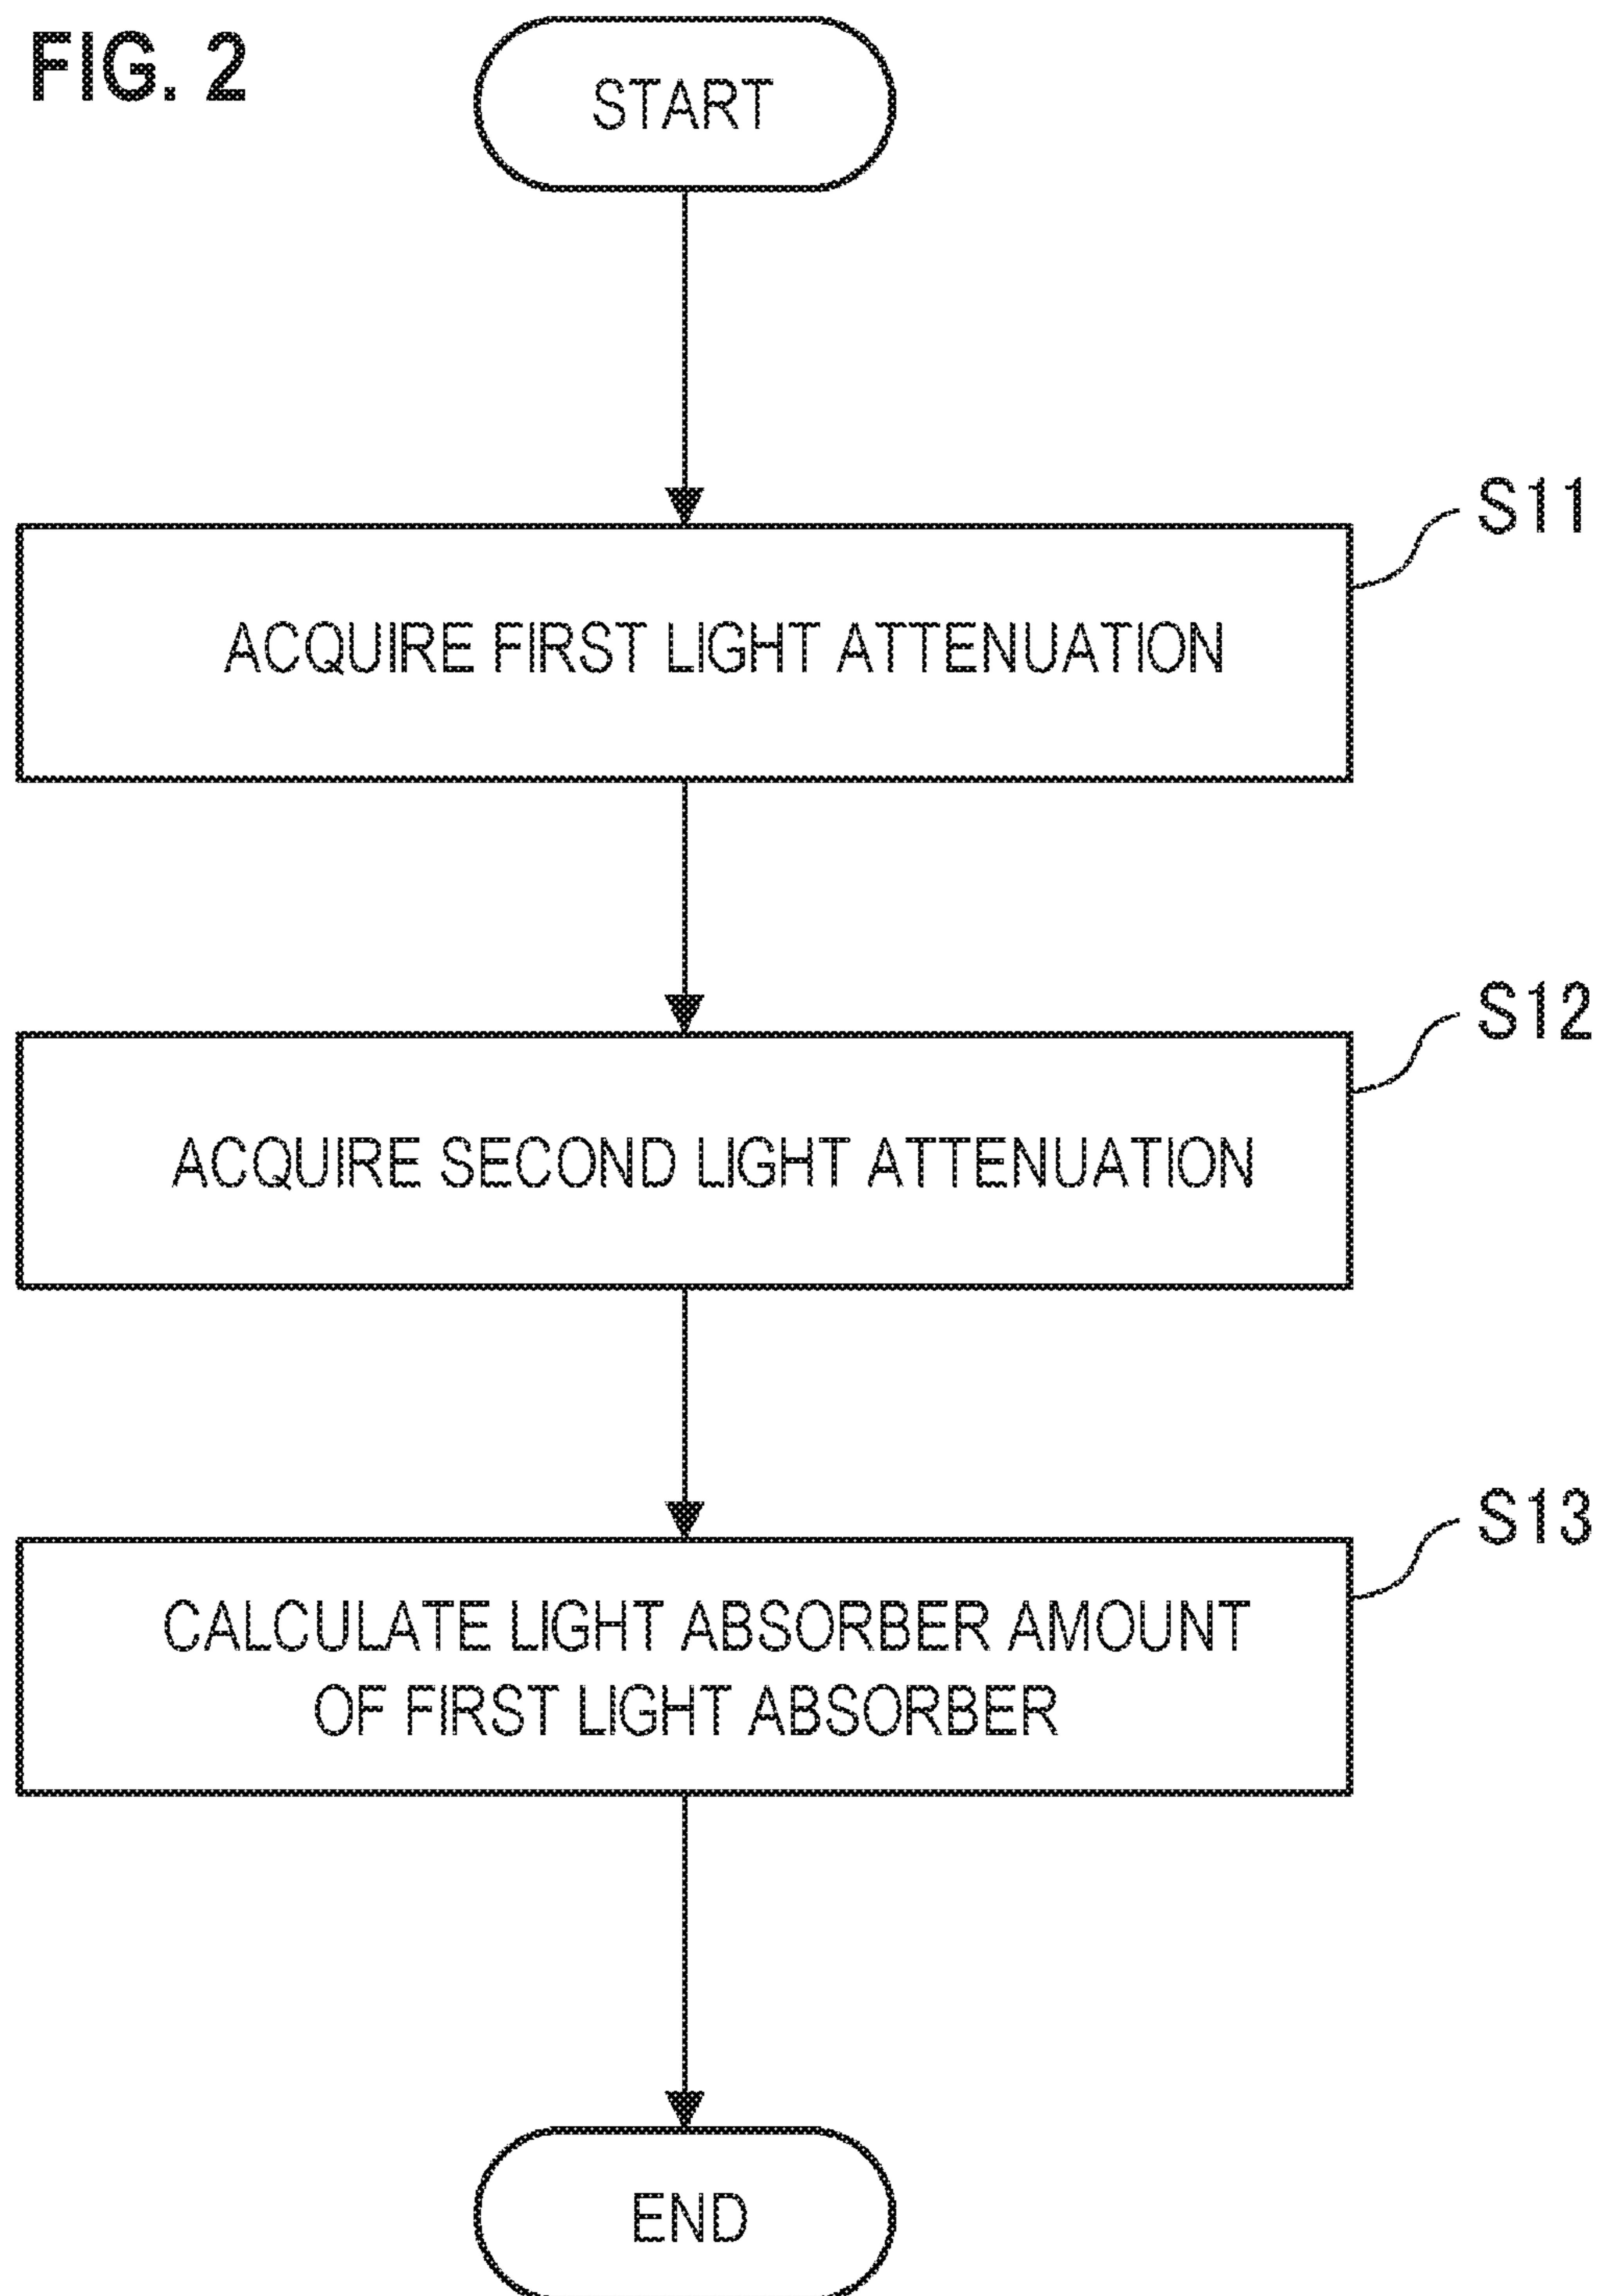 FIG. 2
START
S11
ACQUIRE FIRST LIGHT ATTENUATION
S12
ACQUIRE SECOND LIGHT ATTENUATION
S13
CALCULATE LIGHT ABSORBER AMOUNT
OF FIRST LIGHT ABSORBER
END